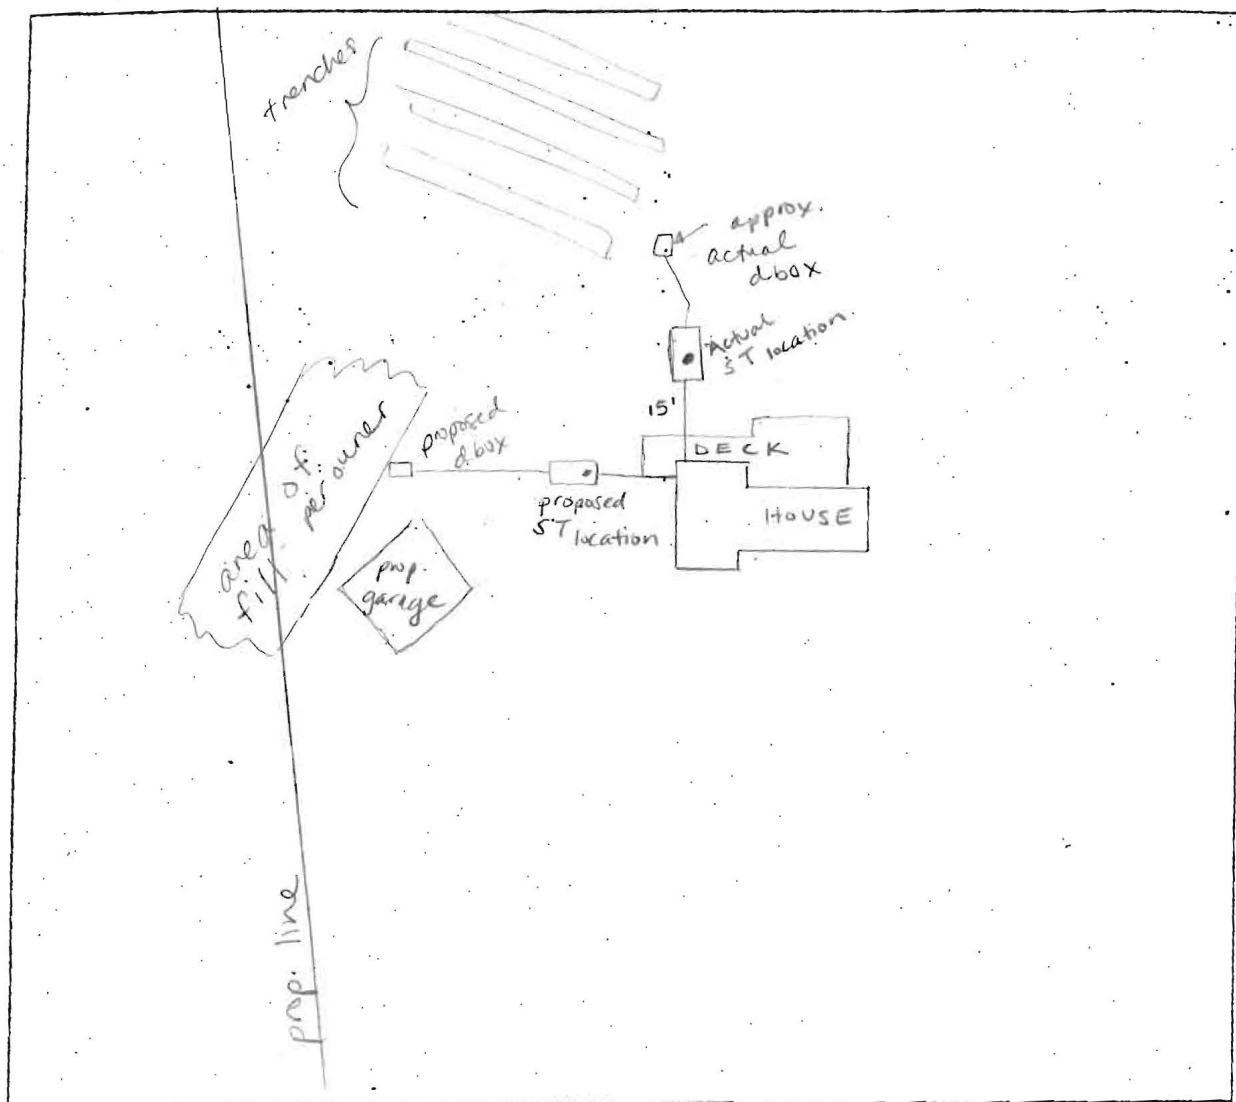 trenches
approx.
actual
dbox
Actual
ST location.
15'
DECK
HOUSE
proposed
dbox
proposed
ST location
area of
fill per owner
prop.
garage
prop. line